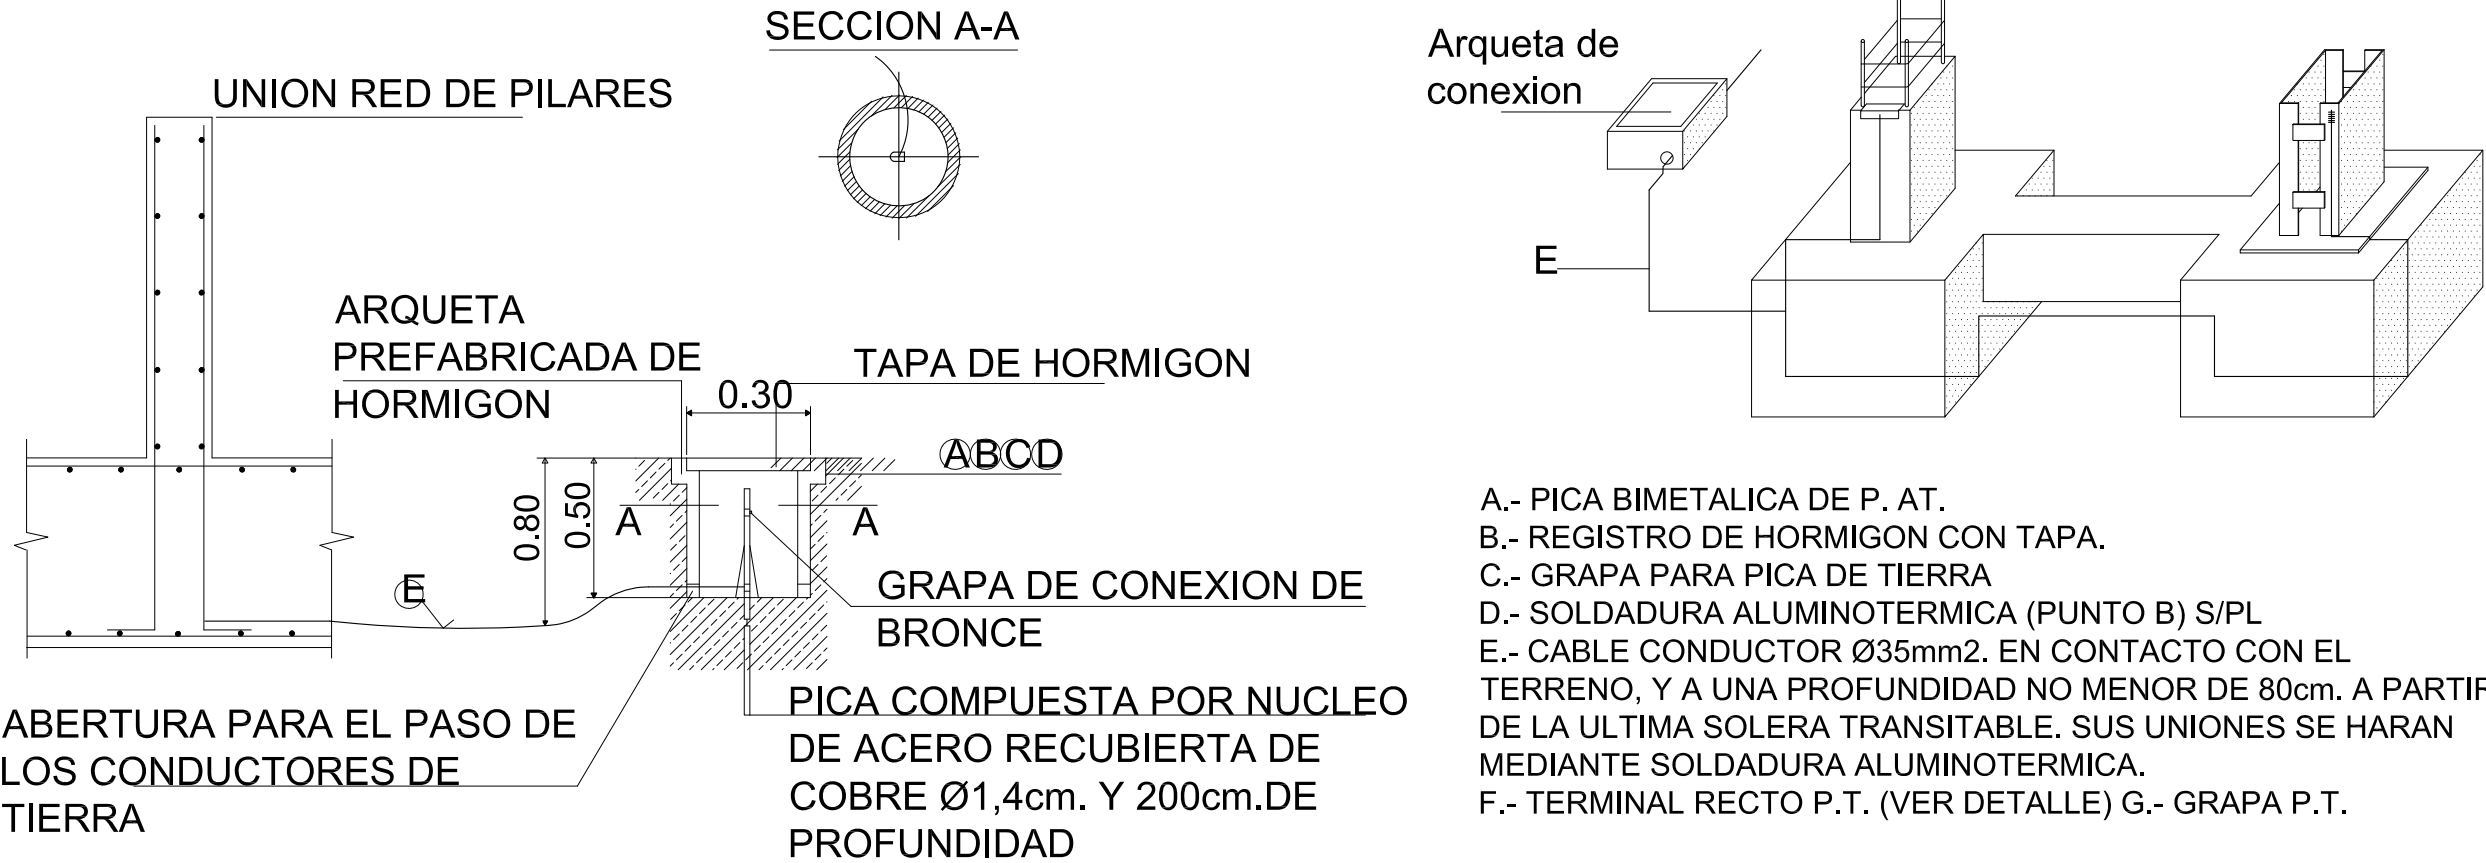 SECCION A-A
UNION RED DE PILARES
ARQUETA
PREFABRICADA DE
HORMIGON
TAPA DE HORMIGON
0.30
ABCD
0.80
0.50
A
A
E
GRAPA DE CONEXION DE
BRONCE
ABERTURA PARA EL PASO DE
LOS CONDUCTORES DE
TIERRA
PICA COMPUESTA POR NUCLEO
DE ACERO RECUBIERTA DE
COBRE Ø1,4cm. Y 200cm.DE
PROFUNDIDAD
Arqueta de
conexion
E
A.- PICA BIMETALICA DE P. AT.
B.- REGISTRO DE HORMIGON CON TAPA.
C.- GRAPA PARA PICA DE TIERRA
D.- SOLDADURA ALUMINOTERMICA (PUNTO B) S/PL
E.- CABLE CONDUCTOR Ø35mm2. EN CONTACTO CON EL
TERRENO, Y A UNA PROFUNDIDAD NO MENOR DE 80cm. A PARTIR
DE LA ULTIMA SOLERA TRANSITABLE. SUS UNIONES SE HARAN
MEDIANTE SOLDADURA ALUMINOTERMICA.
F.- TERMINAL RECTO P.T. (VER DETALLE) G.- GRAPA P.T.